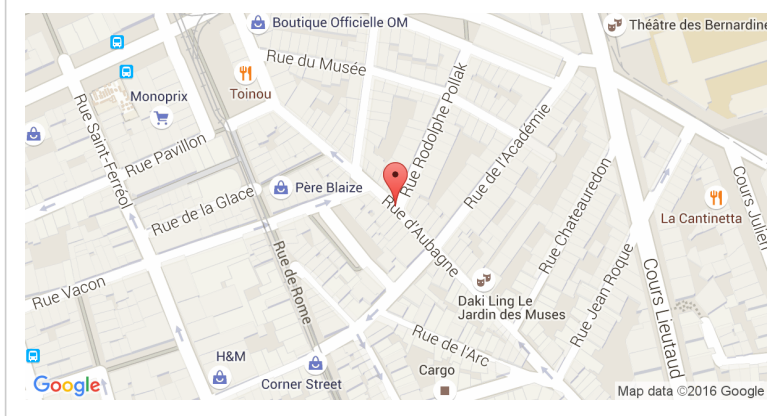 Boutique Officielle OM
Théâtre des Bernardine
Rue du Musée
Toinou
Monoprix
Rue Saint-Ferréol
Rue Pavillon
Rue Rodolphe Pollak
Rue de l'Académie
Père Blaize
Rue de la Glace
Rue d'Aubagne
Rue Chateauredon
Cours Julien
La Cantinetta
Rue Vacon
Rue de Rome
Daki Ling Le
Jardin des Muses
Rue Jean Roque
Cours Lieutaud
Rue de l'Arc
H&M
Corner Street
Cargo
Google
Map data ©2016 Google